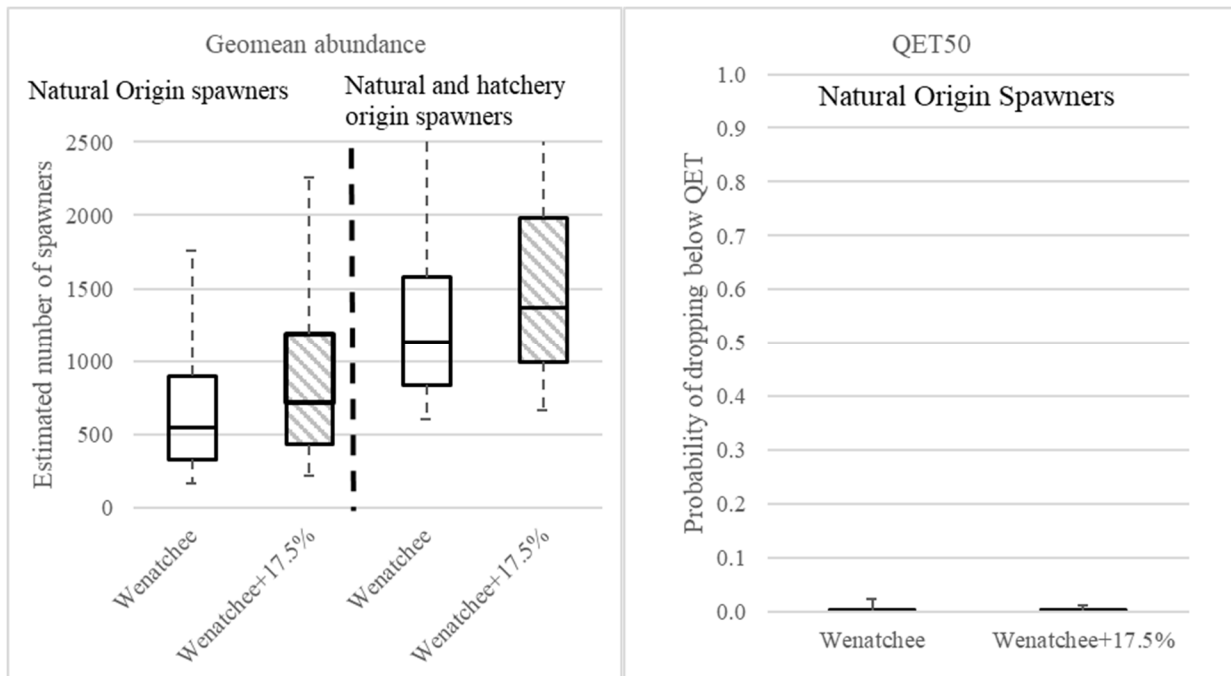 Geomean abundance
Natural Origin spawners
Natural and hatchery
origin spawners
Estimated number of spawners
2500
2000
1500
1000
500
0
Wenatchee
Wenatchee+17.5%
Wenatchee
Wenatchee+17.5%
QET50
Natural Origin Spawners
Probability of dropping below QET
1.0
0.9
0.8
0.7
0.6
0.5
0.4
0.3
0.2
0.1
0.0
Wenatchee
Wenatchee+17.5%